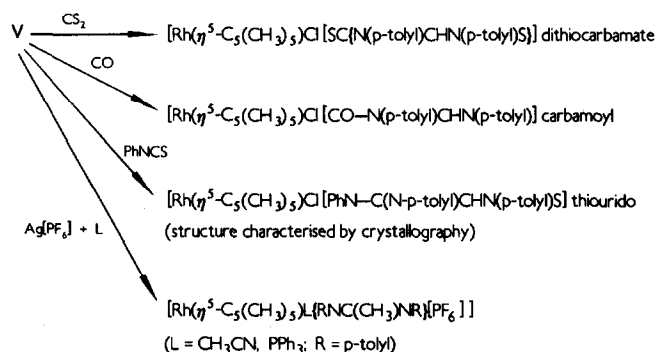 CS₂
V [Rh(η⁵-C₅(CH₃)₅)Cl[SC{N(p-tolyl)CHN(p-tolyl)S}] dithiocarbamate
CO
[Rh(η⁵-C₅(CH₃)₅)Cl[CO—N(p-tolyl)CHN(p-tolyl)] carbamoyl
PhNCS
[Rh(η⁵-C₅(CH₃)₅)Cl[PhN—C(N-p-tolyl)CHN(p-tolyl)S] thiourido
(structure characterised by crystallography)
Ag[PF₆] + L
[Rh(η⁵-C₅(CH₃)₅)L{RNC(CH₃)NR}[PF₆]]
(L = CH₃CN, PPh₃; R = p-tolyl)